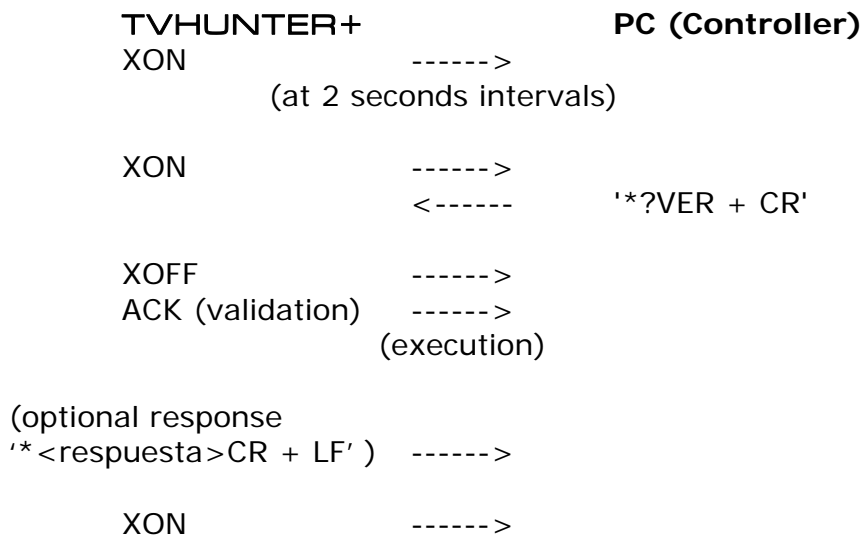 TVHUNTER+ PC (Controller)
XON ------>
(at 2 seconds intervals)
XON ------>
<------ '*?VER + CR'
XOFF ------>
ACK (validation) ------>
(execution)
(optional response
‘*<respuesta>CR + LF’ ) ------>
XON ------>